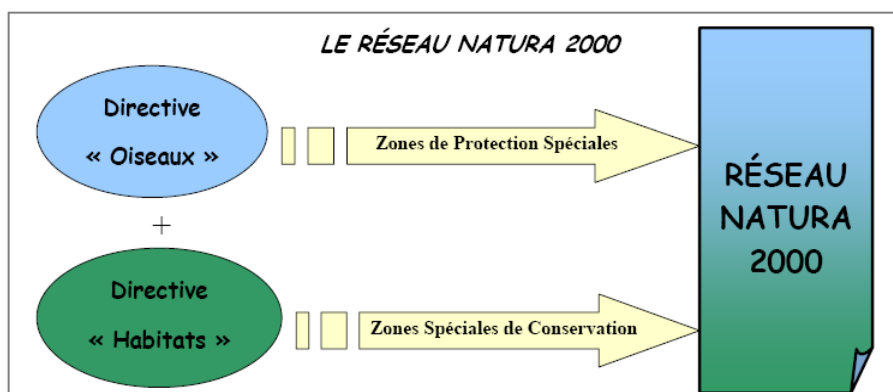 LE RÉSEAU NATURA 2000
Directive
« Oiseaux »
Zones de Protection Spéciales
+
Directive
« Habitats »
Zones Spéciales de Conservation
RÉSEAU
NATURA
2000